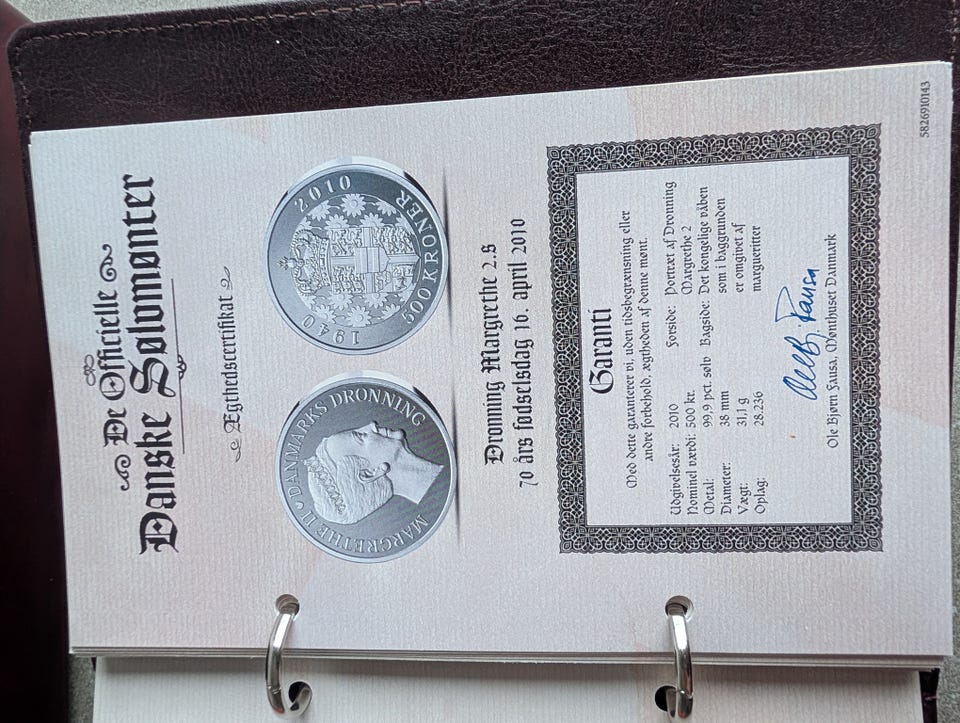 De Officielle
Danske Sølvmønter
Ægthedscertifikat
MARGRETHE II • DANMARKS DRONNING
1940 2010
500 KRONER
Dronning Margrethe 2.s
70 års fødselsdag 16. april 2010
Garanti
Med dette garanterer vi, uden tidsbegrænsning eller
andre forbehold, ægtheden af denne mønt.
Udgivelsesår: 2010 Forside: Portræt af Dronning
Nominel værdi: 500 kr. Margrethe 2
Metal: 99,9 pct. sølv Bagside: Det kongelige våben
Diameter: 38 mm som i baggrunden
Vægt: 31,1 g er omgivet af
Oplag: 28.236 margueritter
Ole Bjørn Fausa, Mønthuset Danmark
5826910143